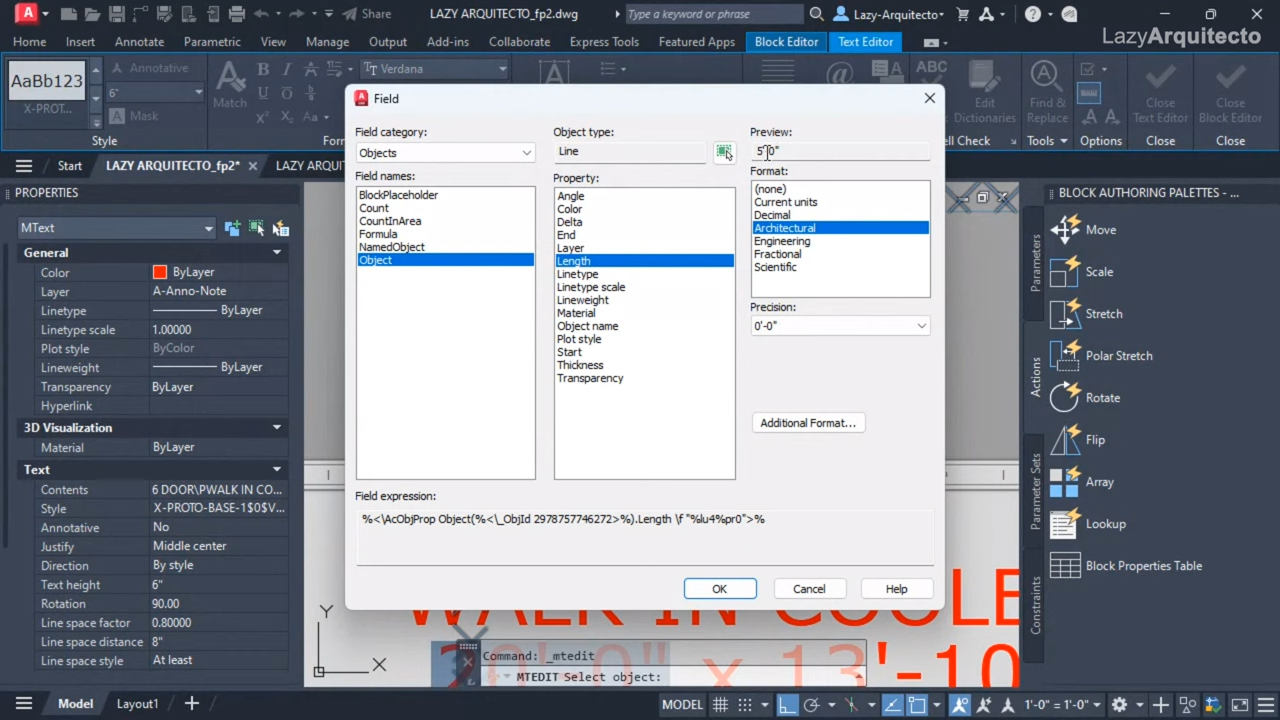 Share
LAZY ARQUITECTO_fp2.dwg
Type a keyword or phrase
Lazy-Arquitecto
Home
Insert
Annotate
Parametric
View
Manage
Output
Add-ins
Collaborate
Express Tools
Featured Apps
Block Editor
Text Editor
LazyArquitecto
AaBb123
X-PROT...
Annotative
6"
Mask
Style
Match
Verdana
Edit
Dictionaries
Find &
Replace
Close
Text Editor
Close
Block Editor
Tools
Options
Close
Close
Start
LAZY ARQUITECTO_fp2*
PROPERTIES
MText
General
Color ByLayer
Layer A-Anno-Note
Linetype ByLayer
Linetype scale 1.00000
Plot style ByColor
Lineweight ByLayer
Transparency ByLayer
Hyperlink
3D Visualization
Material ByLayer
Text
Contents 6 DOOR\PWALK IN CO...
Style X-PROTO-BASE-1$0$V...
Annotative No
Justify Middle center
Direction By style
Text height 6"
Rotation 90.00
Line space factor 0.80000
Line space distance 8"
Line space style At least
Field
Field category:
Objects
Field names:
BlockPlaceholder
Count
CountInArea
Formula
NamedObject
Object
Object type:
Line
Property:
Angle
Color
Delta
End
Layer
Length
Linetype
Linetype scale
Lineweight
Material
Object name
Plot style
Start
Thickness
Transparency
Preview:
Format:
(none)
Current units
Decimal
Architectural
Engineering
Fractional
Scientific
Precision:
0'-0"
Additional Format...
Field expression:
%<\AcObjProp Object(%<\_ObjId 2978757746272>%).Length \f "%lu4%pr0">%
OK
Cancel
Help
BLOCK AUTHORING PALETTES - ...
Parameters
Actions
Parameter Sets
Constraints
Move
Scale
Stretch
Polar Stretch
Rotate
Flip
Array
Lookup
Block Properties Table
WALK IN COOLE
x 13'-10
Y
X
Command: _mtedit
MTEDIT Select object:
Model
Layout1
MODEL
1'-0" = 1'-0"